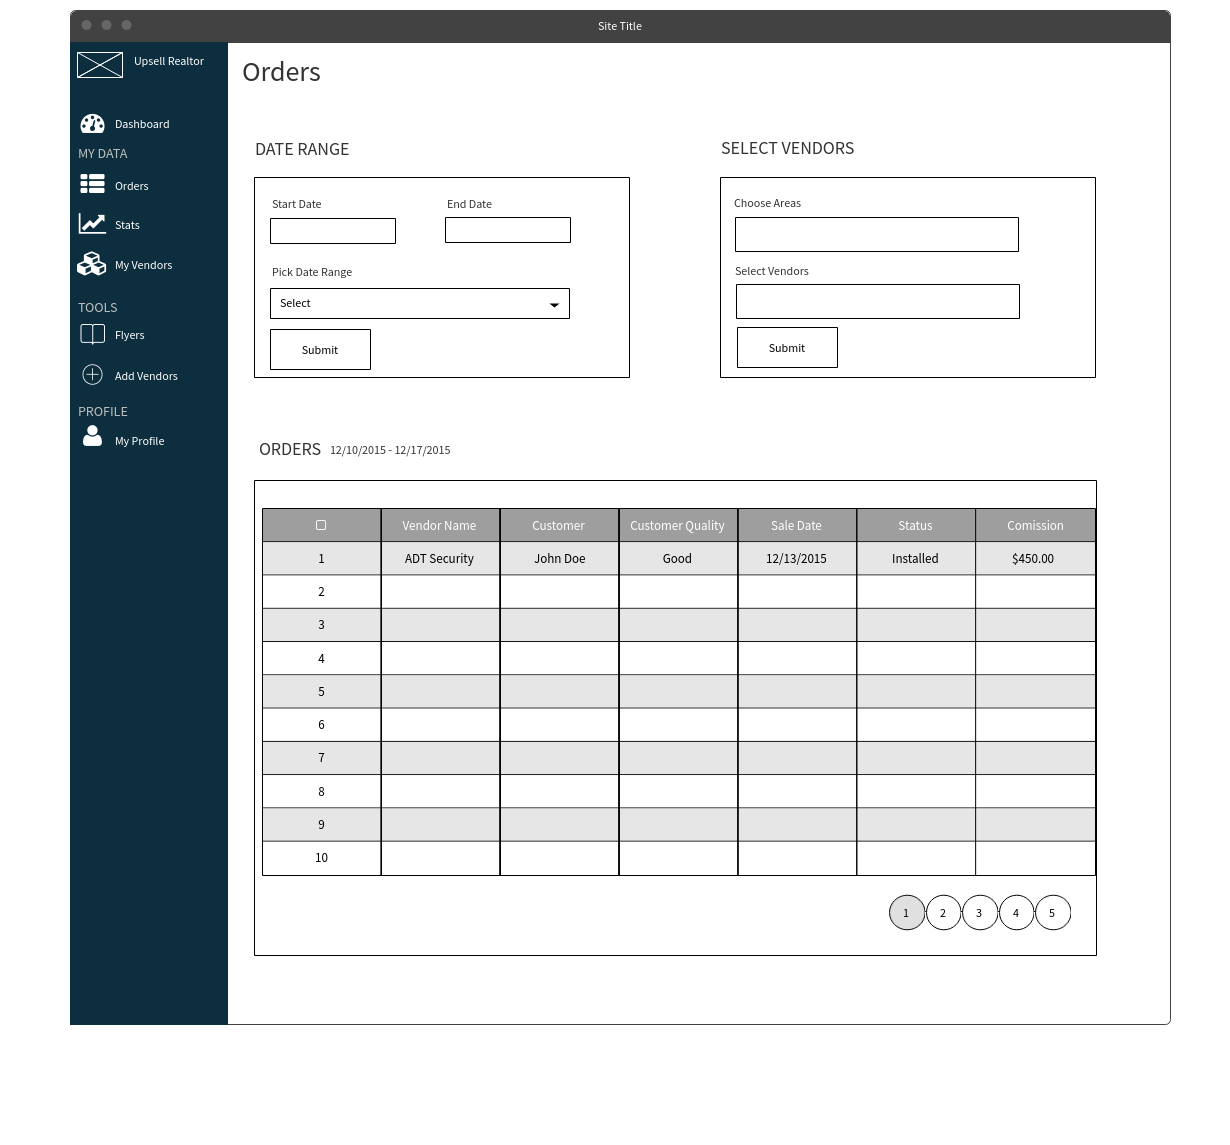 Site Title
Upsell Realtor
Dashboard
MY DATA
Orders
Stats
My Vendors
TOOLS
Flyers
Add Vendors
PROFILE
My Profile
Orders
DATE RANGE
Start Date End Date
Pick Date Range
Select
Submit
SELECT VENDORS
Choose Areas
Select Vendors
Submit
ORDERS 12/10/2015 - 12/17/2015
Vendor Name Customer Customer Quality Sale Date Status Comission
1 ADT Security John Doe Good 12/13/2015 Installed $450.00
2
3
4
5
6
7
8
9
10
1 2 3 4 5